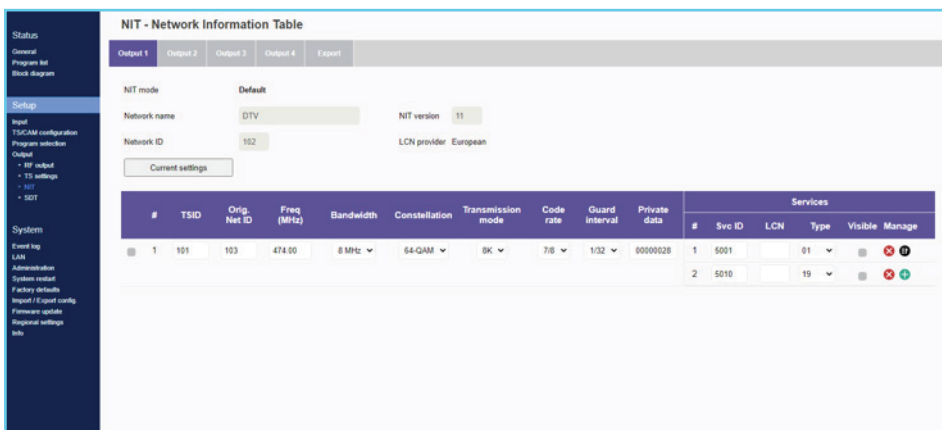 Status
General
Program list
Block diagram
Setup
Input
TS/CAM configuration
Program selection
Output
• RF output
• TS settings
• NIT
• SDT
System
Event log
LAN
Administration
System restart
Factory defaults
Import / Export config.
Firmware update
Regional settings
Info
NIT - Network Information Table
Output 1 Output 2 Output 3 Output 4 Export
NIT mode Default
Network name DTV NIT version 11
Network ID 102 LCN provider European
Current settings
# TSID Orig. Net ID Freq (MHz) Bandwidth Constellation Transmission mode Code rate Guard interval Private data Services
# Svc ID LCN Type Visible Manage
1 101 103 474.00 8 MHz 64-QAM 8K 7/8 1/32 00000028 1 5001 01
2 5010 19